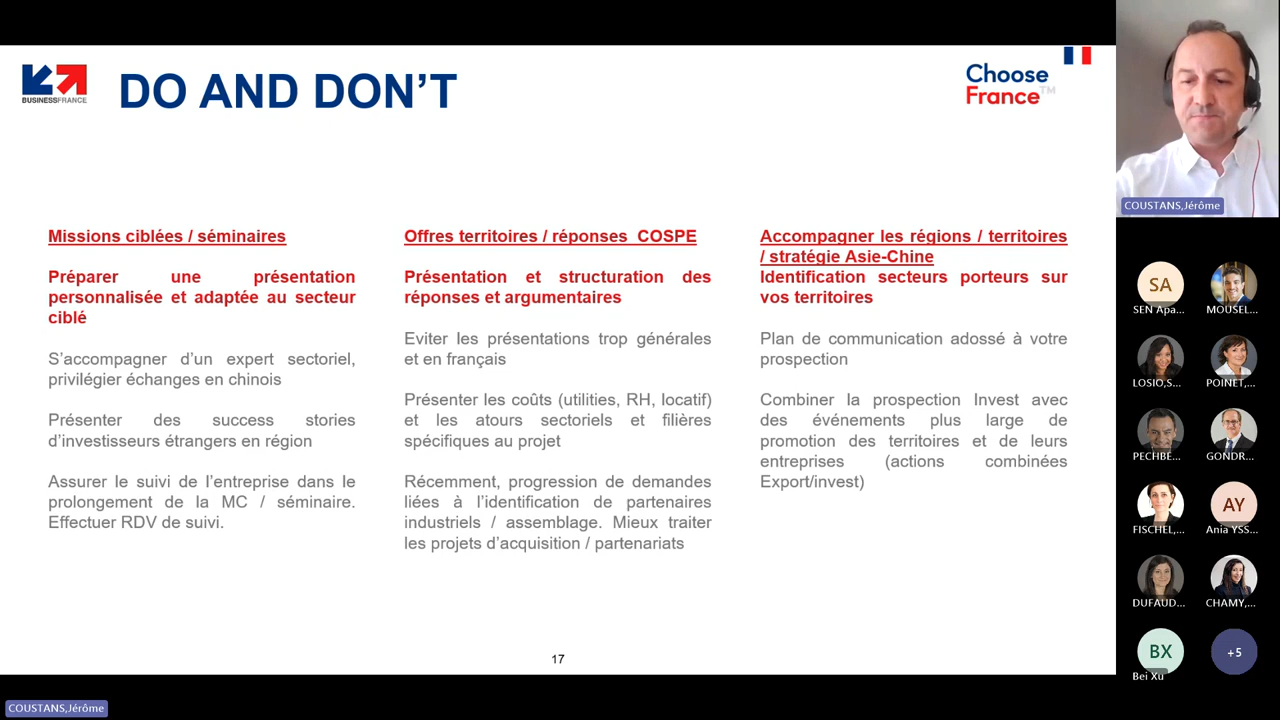 BUSINESSFRANCE
DO AND DON'T
Choose
France™
Missions ciblées / séminaires
Préparer une présentation
personnalisée et adaptée au secteur
ciblé
S'accompagner d'un expert sectoriel,
privilégier échanges en chinois
Présenter des success stories
d'investisseurs étrangers en région
Assurer le suivi de l'entreprise dans le
prolongement de la MC / séminaire.
Effectuer RDV de suivi.
Offres territoires / réponses COSPE
Présentation et structuration des
réponses et argumentaires
Eviter les présentations trop générales
et en français
Présenter les coûts (utilities, RH, locatif)
et les atours sectoriels et filières
spécifiques au projet
Récemment, progression de demandes
liées à l'identification de partenaires
industriels / assemblage. Mieux traiter
les projets d'acquisition / partenariats
Accompagner les régions / territoires
/ stratégie Asie-Chine
Identification secteurs porteurs sur
vos territoires
Plan de communication adossé à votre
prospection
Combiner la prospection Invest avec
des événements plus large de
promotion des territoires et de leurs
entreprises (actions combinées
Export/invest)
17
COUSTANS,Jérôme
SA
SEN Apa...
MOUSEL...
LOSIO,S...
POINET,...
PECHBE...
GONDR...
FISCHEL,...
AY
Ania YSS...
DUFAUD...
CHAMY,...
BX
Bei Xu
+5
COUSTANS,Jérôme